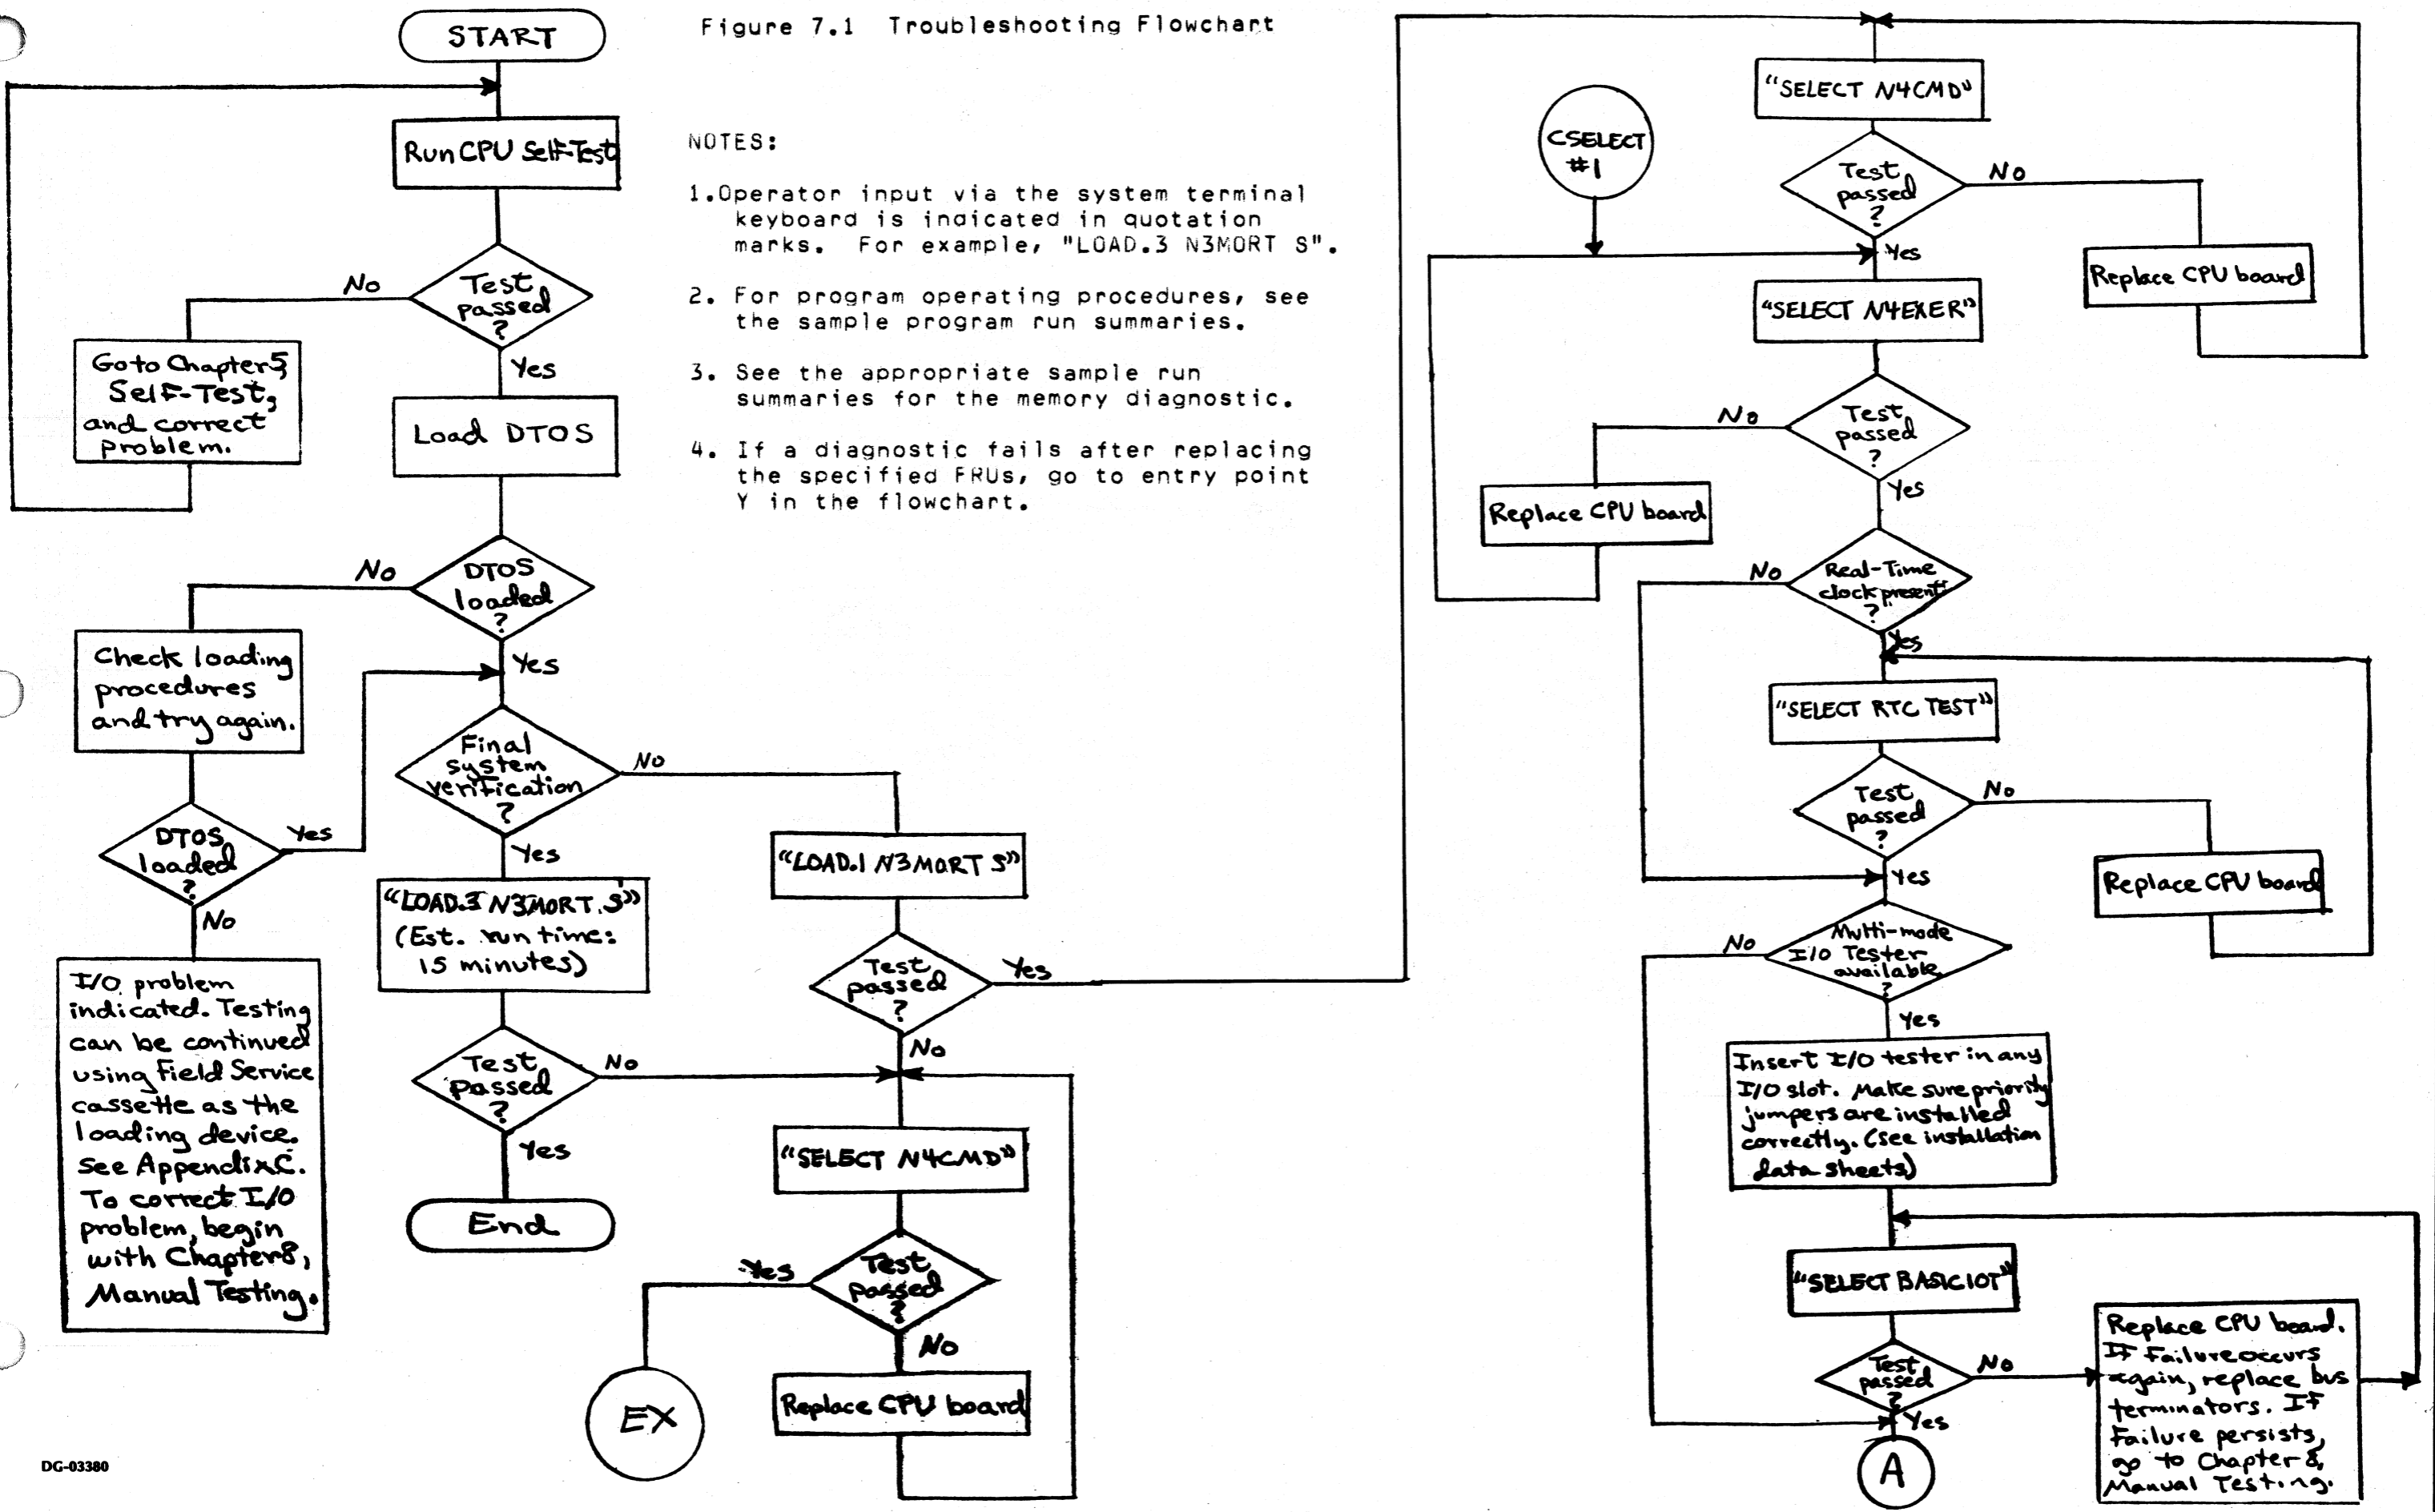 Figure 7.1 Troubleshooting Flowchart
START
Run CPU Self-Test
Test
passed
?
No
Yes
Go to Chapter 5,
Self-Test,
and correct
problem.
Load DTOS
DTOS
loaded
?
No
Yes
Check loading
procedures
and try again.
DTOS
loaded
?
Yes
No
I/O problem
indicated. Testing
can be continued
using Field Service
cassette as the
loading device.
See Appendix C.
To correct I/O
problem, begin
with Chapter 8,
Manual Testing.
Final
system
verification
?
No
Yes
"LOAD.3 N3MORT S"
(Est. run time:
15 minutes)
Test
passed
?
No
Yes
End
"LOAD.1 N3MORT S"
Test
passed
?
Yes
No
"SELECT N4CMD"
Test
passed
?
Yes
No
EX
Replace CPU board
NOTES:
1.Operator input via the system terminal
keyboard is indicated in quotation
marks. For example, "LOAD.3 N3MORT S".
2. For program operating procedures, see
the sample program run summaries.
3. See the appropriate sample run
summaries for the memory diagnostic.
4. If a diagnostic fails after replacing
the specified FRUs, go to entry point
Y in the flowchart.
"SELECT N4CMD"
CSELECT
#1
Test
passed
?
No
Yes
Replace CPU board
"SELECT N4EXER"
Test
passed
?
No
Yes
Replace CPU board
Real-Time
clock present
?
No
Yes
"SELECT RTC TEST"
Test
passed
?
No
Yes
Replace CPU board
Multi-mode
I/O Tester
available
?
No
Yes
Insert I/O tester in any
I/O slot. Make sure priority
jumpers are installed
correctly. (see installation
data sheets)
"SELECT BASIC IOT"
Test
passed
?
No
Yes
Replace CPU board.
If Failure occurs
again, replace bus
terminators. If
Failure persists,
go to Chapter 8,
Manual Testing.
A
DG-03380